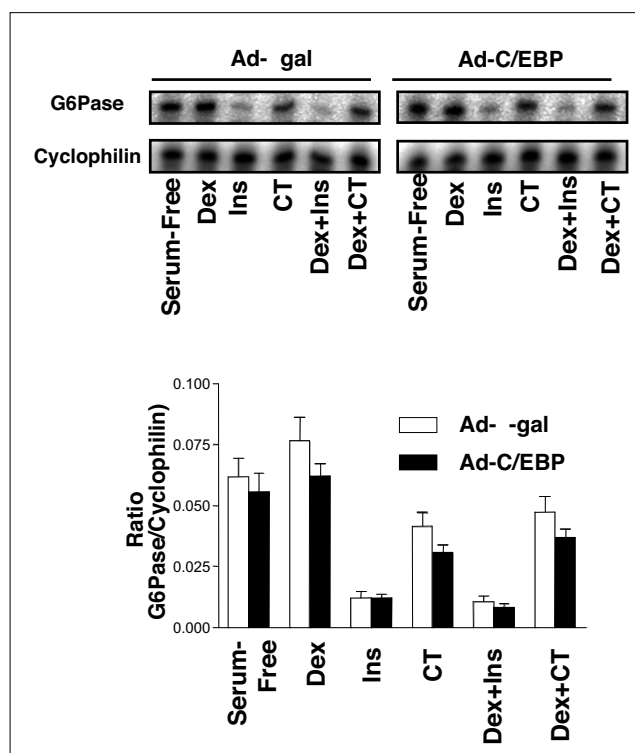 Ad- gal Ad-C/EBP
G6Pase
Cyclophilin
Serum-Free Dex Ins CT Dex+Ins Dex+CT Serum-Free Dex Ins CT Dex+Ins Dex+CT
Ratio
G6Pase/Cyclophilin)
0.100
0.075
0.050
0.025
0.000
Ad- -gal
Ad-C/EBP
Serum-
Free Dex Ins CT Dex+Ins Dex+CT